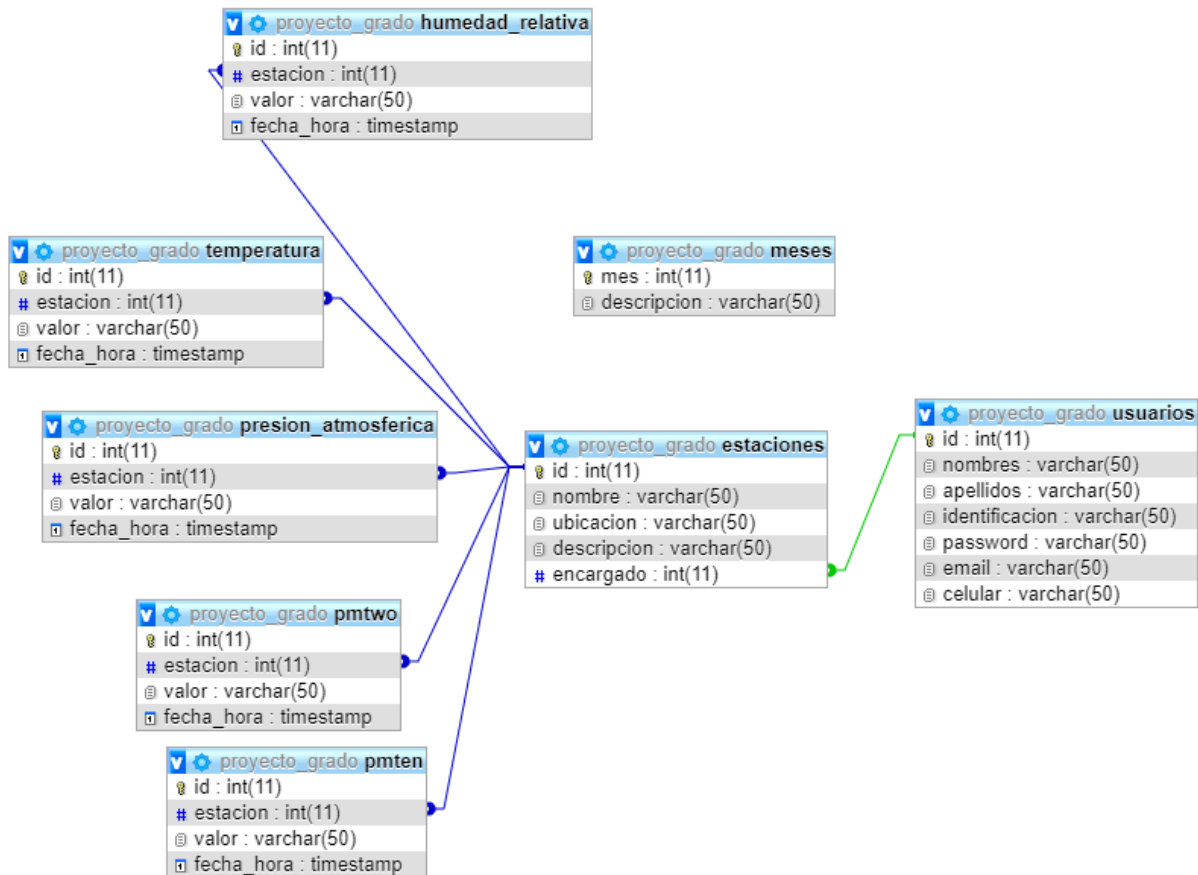 proyecto_grado humedad_relativa
id : int(11)
# estacion : int(11)
valor : varchar(50)
fecha_hora : timestamp
proyecto_grado temperatura
id : int(11)
# estacion : int(11)
valor : varchar(50)
fecha_hora : timestamp
proyecto_grado meses
mes : int(11)
descripcion : varchar(50)
proyecto_grado presion_atmosferica
id : int(11)
# estacion : int(11)
valor : varchar(50)
fecha_hora : timestamp
proyecto_grado estaciones
id : int(11)
nombre : varchar(50)
ubicacion : varchar(50)
descripcion : varchar(50)
# encargado : int(11)
proyecto_grado usuarios
id : int(11)
nombres : varchar(50)
apellidos : varchar(50)
identificacion : varchar(50)
password : varchar(50)
email : varchar(50)
celular : varchar(50)
proyecto_grado pmtwo
id : int(11)
# estacion : int(11)
valor : varchar(50)
fecha_hora : timestamp
proyecto_grado pmten
id : int(11)
# estacion : int(11)
valor : varchar(50)
fecha_hora : timestamp